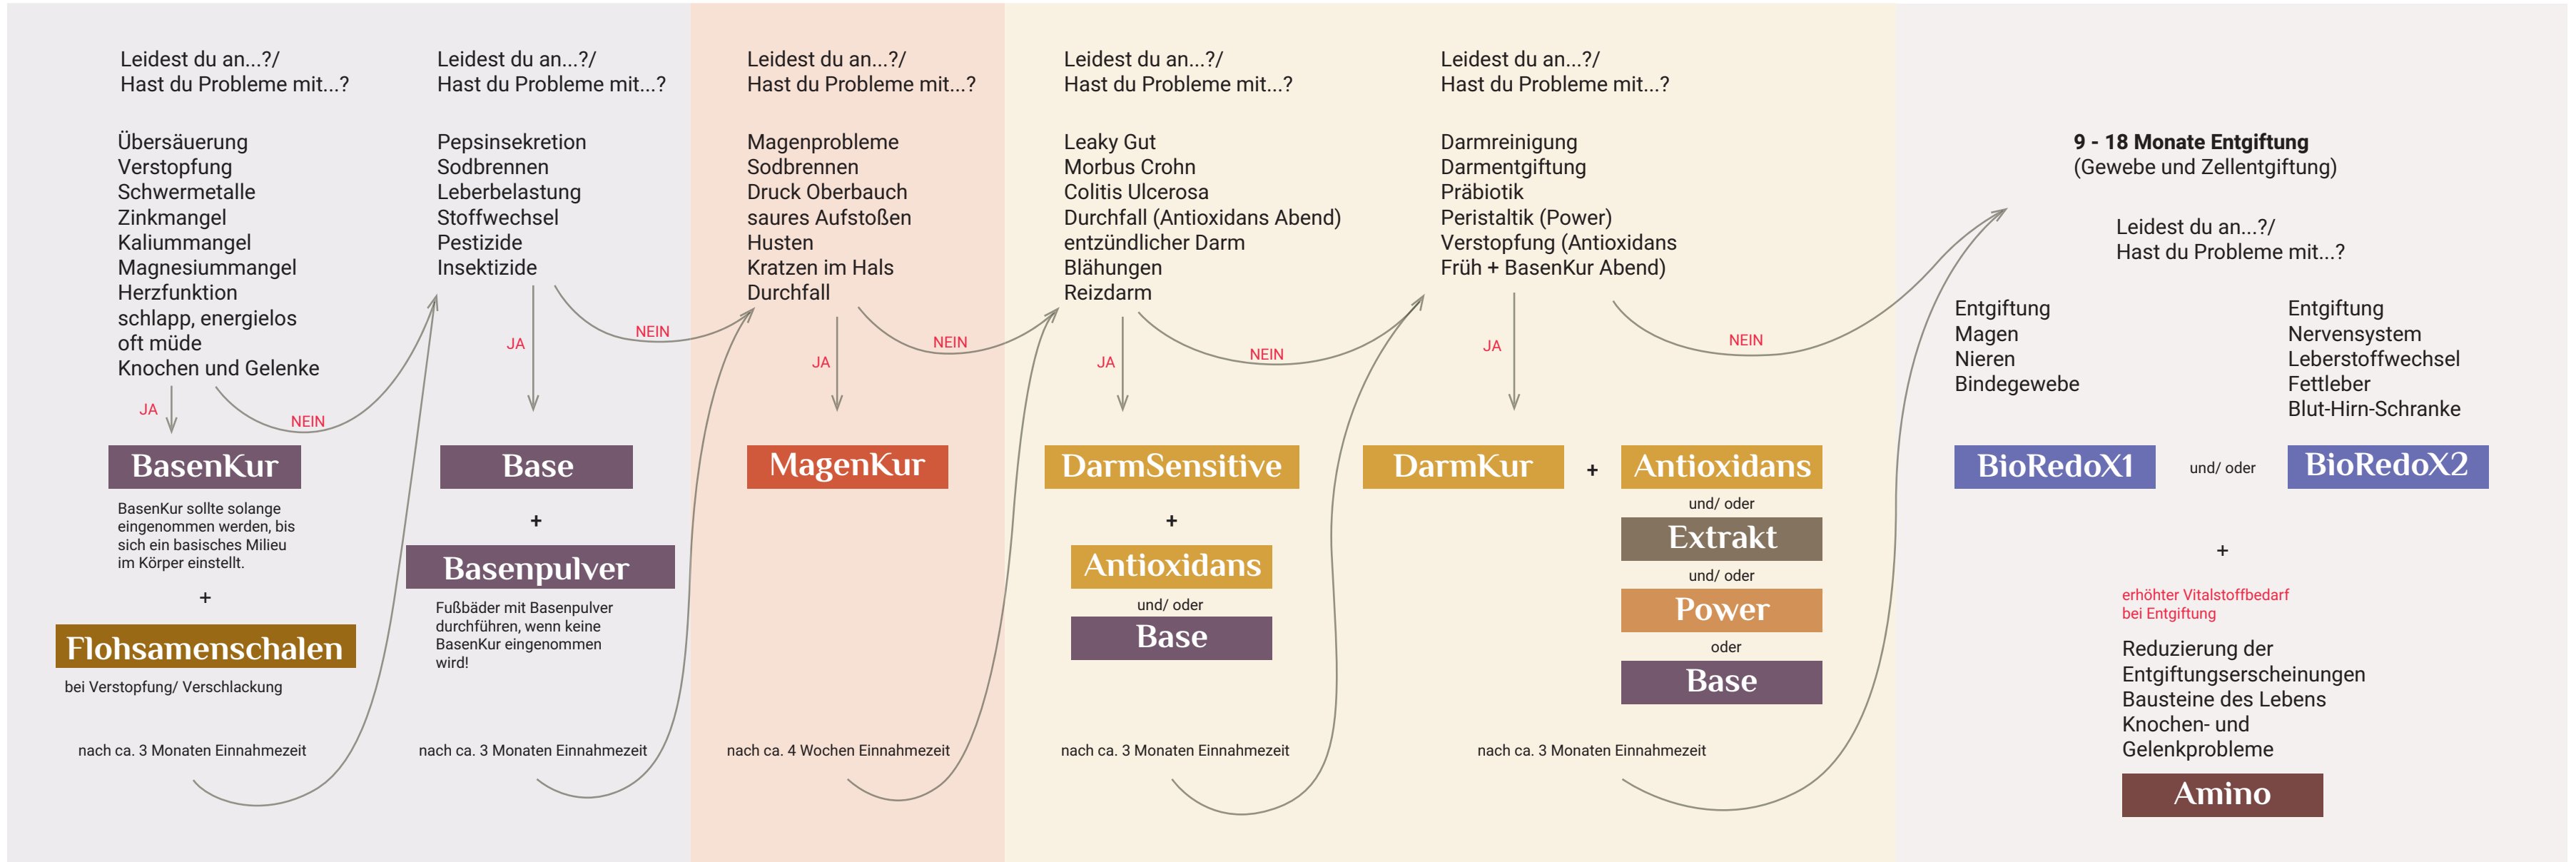 Leidest du an...?/
Hast du Probleme mit...?
Übersäuerung
Verstopfung
Schwermetalle
Zinkmangel
Kaliummangel
Magnesiummangel
Herzfunktion
schlapp, energielos
oft müde
Knochen und Gelenke
JA
NEIN
BasenKur
BasenKur sollte solange
eingenommen werden, bis
sich ein basisches Milieu
im Körper einstellt.
+
Flohsamenschalen
bei Verstopfung/ Verschlackung
nach ca. 3 Monaten Einnahmezeit
Leidest du an...?/
Hast du Probleme mit...?
Pepsinsekretion
Sodbrennen
Leberbelastung
Stoffwechsel
Pestizide
Insektizide
JA
NEIN
Base
+
Basenpulver
Fußbäder mit Basenpulver
durchführen, wenn keine
BasenKur eingenommen
wird!
nach ca. 3 Monaten Einnahmezeit
Leidest du an...?/
Hast du Probleme mit...?
Magenprobleme
Sodbrennen
Druck Oberbauch
saures Aufstoßen
Husten
Kratzen im Hals
Durchfall
JA
NEIN
MagenKur
nach ca. 4 Wochen Einnahmezeit
Leidest du an...?/
Hast du Probleme mit...?
Leaky Gut
Morbus Crohn
Colitis Ulcerosa
Durchfall (Antioxidans Abend)
entzündlicher Darm
Blähungen
Reizdarm
JA
NEIN
DarmSensitive
+
Antioxidans
und/ oder
Base
nach ca. 3 Monaten Einnahmezeit
Leidest du an...?/
Hast du Probleme mit...?
Darmreinigung
Darmentgiftung
Präbiotik
Peristaltik (Power)
Verstopfung (Antioxidans
Früh + BasenKur Abend)
JA
NEIN
DarmKur + Antioxidans
und/ oder
Extrakt
und/ oder
Power
oder
Base
nach ca. 3 Monaten Einnahmezeit
9 - 18 Monate Entgiftung
(Gewebe und Zellentgiftung)
Leidest du an...?/
Hast du Probleme mit...?
Entgiftung
Magen
Nieren
Bindegewebe
Entgiftung
Nervensystem
Leberstoffwechsel
Fettleber
Blut-Hirn-Schranke
BioRedoX1 und/ oder BioRedoX2
+
erhöhter Vitalstoffbedarf
bei Entgiftung
Reduzierung der
Entgiftungserscheinungen
Bausteine des Lebens
Knochen- und
Gelenkprobleme
Amino